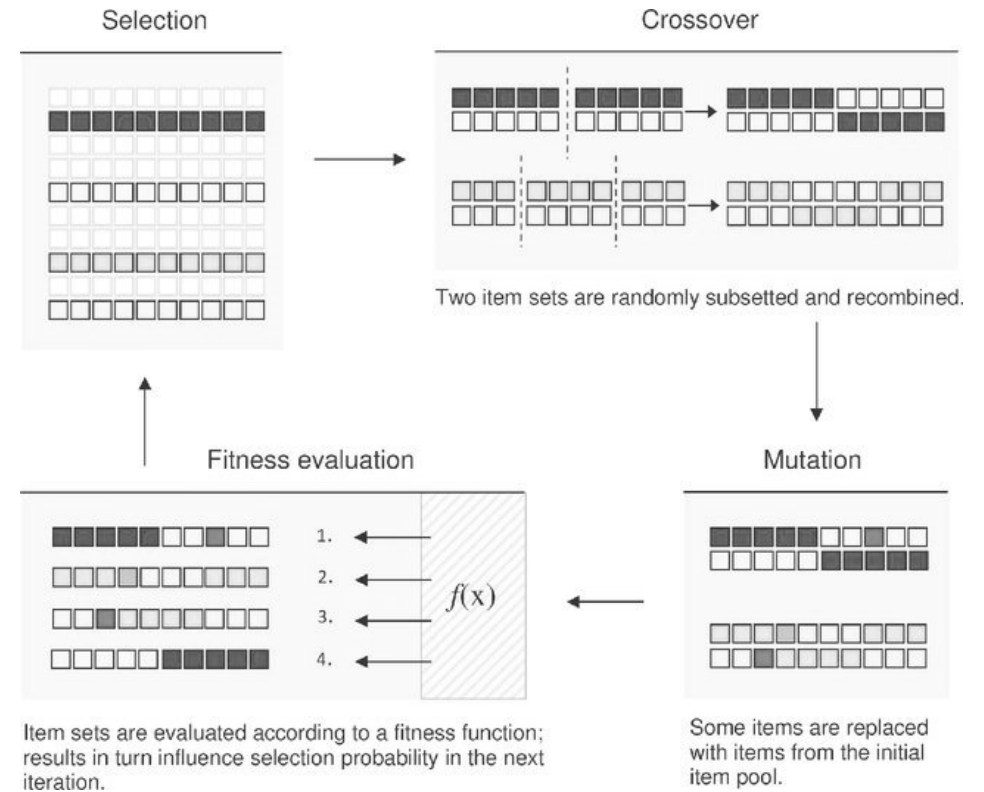 Selection
Crossover
Two item sets are randomly subsetted and recombined.
Fitness evaluation
Mutation
1.
2.
3.
4.
f(x)
Item sets are evaluated according to a fitness function;
results in turn influence selection probability in the next
iteration.
Some items are replaced
with items from the initial
item pool.